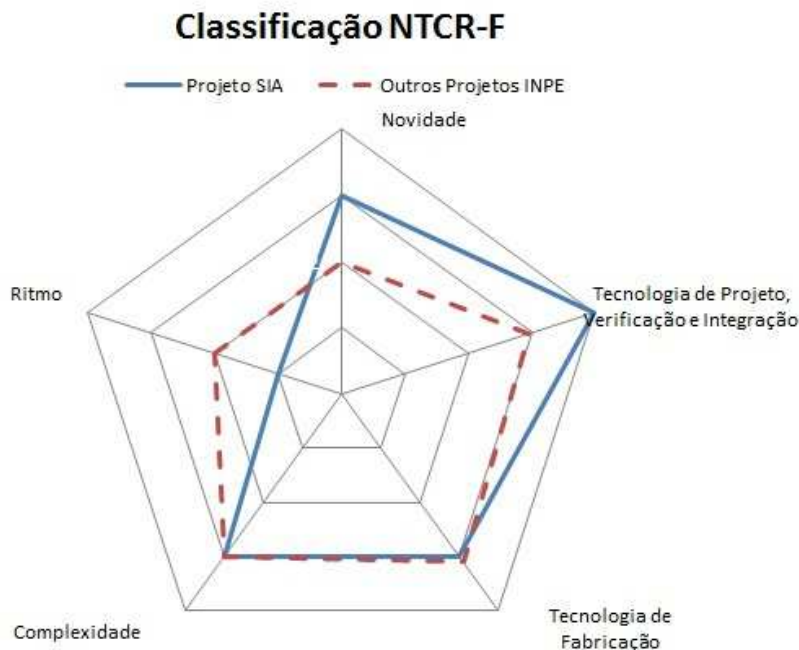 Classificação NTCR-F
Projeto SIA
Outros Projetos INPE
Novidade
Ritmo
Tecnologia de Projeto,
Verificação e Integração
Complexidade
Tecnologia de
Fabricação